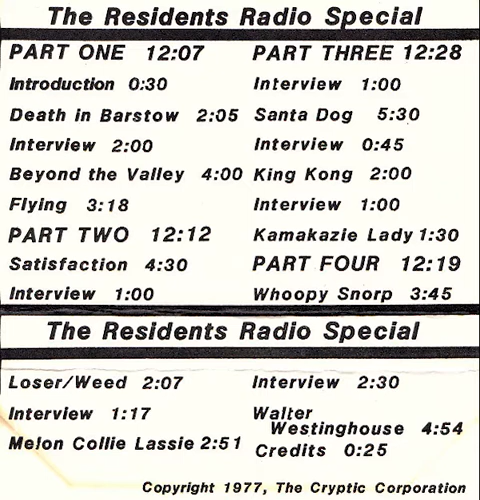 The Residents Radio Special
PART ONE 12:07
Introduction 0:30
Death in Barstow 2:05
Interview 2:00
Beyond the Valley 4:00
Flying 3:18
PART TWO 12:12
Satisfaction 4:30
Interview 1:00
PART THREE 12:28
Interview 1:00
Santa Dog 5:30
Interview 0:45
King Kong 2:00
Interview 1:00
Kamakazie Lady 1:30
PART FOUR 12:19
Whoopy Snorp 3:45
The Residents Radio Special
Loser/Weed 2:07
Interview 1:17
Melon Collie Lassie 2:51
Interview 2:30
Walter
Westinghouse 4:54
Credits 0:25
Copyright 1977, The Cryptic Corporation